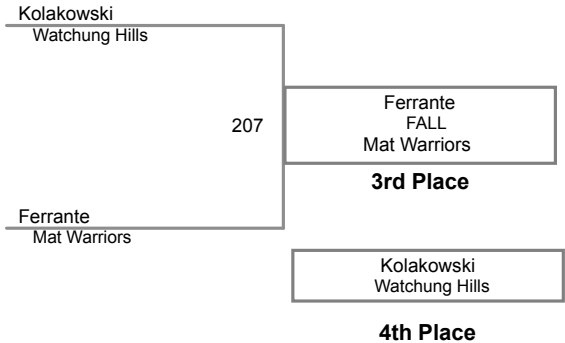 Kolakowski
Watchung Hills
207
Ferrante
FALL
Mat Warriors
3rd Place
Ferrante
Mat Warriors
Kolakowski
Watchung Hills
4th Place